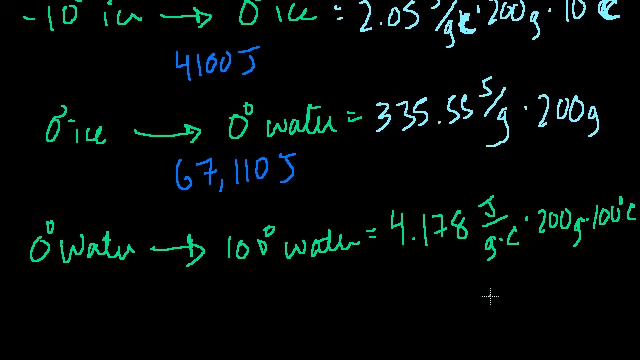 -10° ice → 0° ice = 2.05 J/g·c · 200g · 10°c
4100 J
0° ice → 0° water = 335.55 J/g · 200g
67,110 J
0° water → 100° water = 4.178 J/g·c · 200g · 100°c